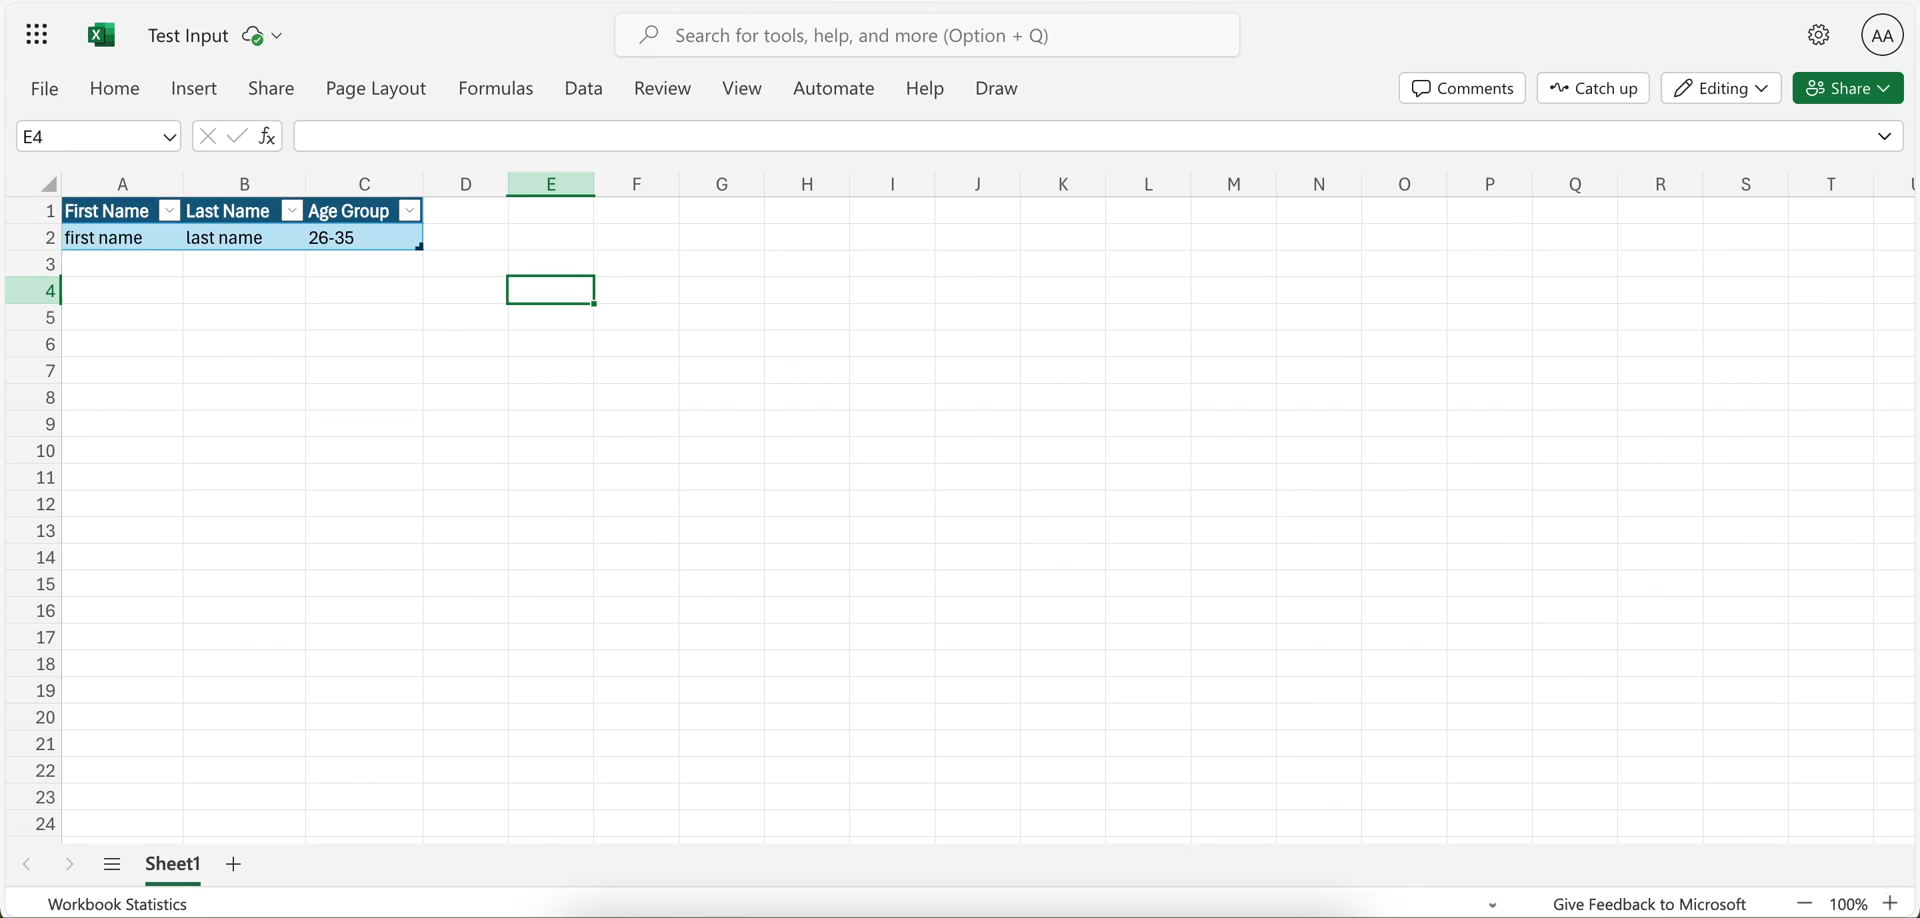 Test Input
Search for tools, help, and more (Option + Q)
AA
File Home Insert Share Page Layout Formulas Data Review View Automate Help Draw
Comments Catch up Editing Share
E4 fx
A B C D E F G H I J K L M N O P Q R S T
1 First Name Last Name Age Group
2 first name last name 26-35
3
4
5
6
7
8
9
10
11
12
13
14
15
16
17
18
19
20
21
22
23
24
Sheet1
Workbook Statistics Give Feedback to Microsoft 100%